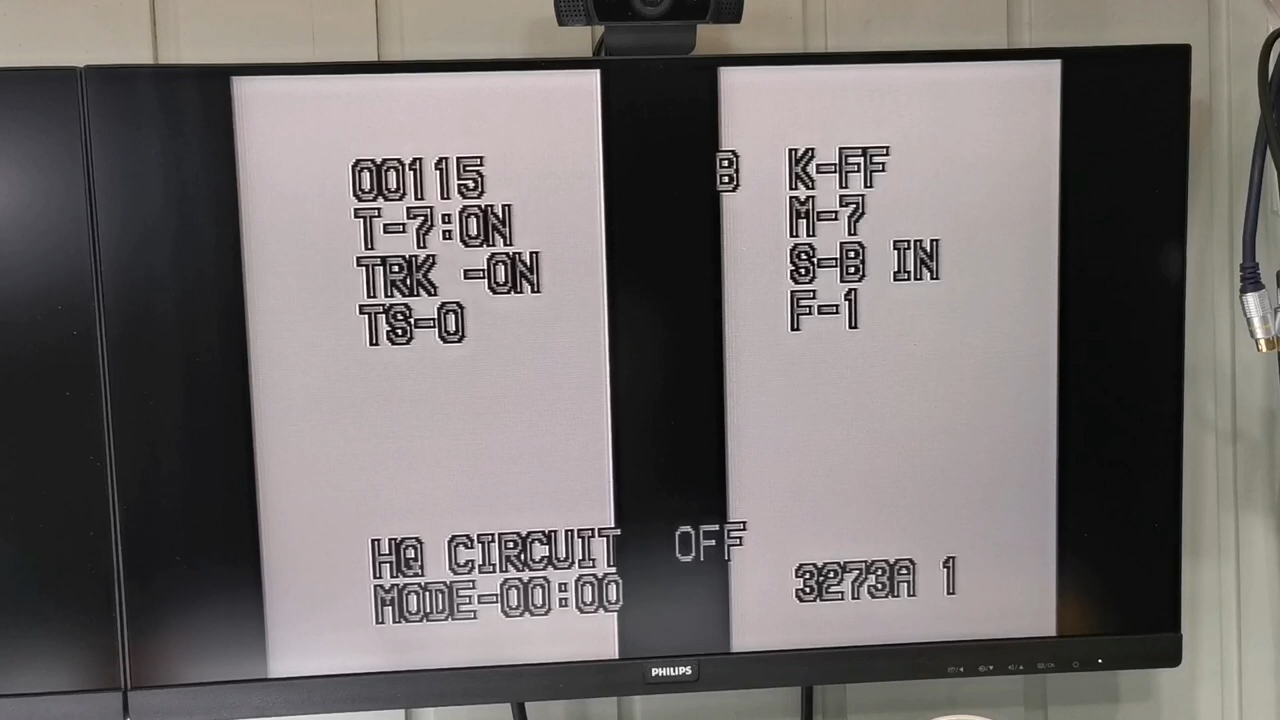 00115 B K-FF
T-7:ON M-7
TRK -ON S-B IN
TS-0 F-1
HQ CIRCUIT OFF
MODE-00:00 3273A 1
PHILIPS